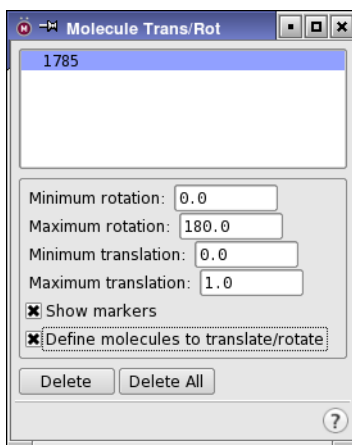 Molecule Trans/Rot
1785
Minimum rotation: 0.0
Maximum rotation: 180.0
Minimum translation: 0.0
Maximum translation: 1.0
Show markers
Define molecules to translate/rotate
Delete Delete All
?